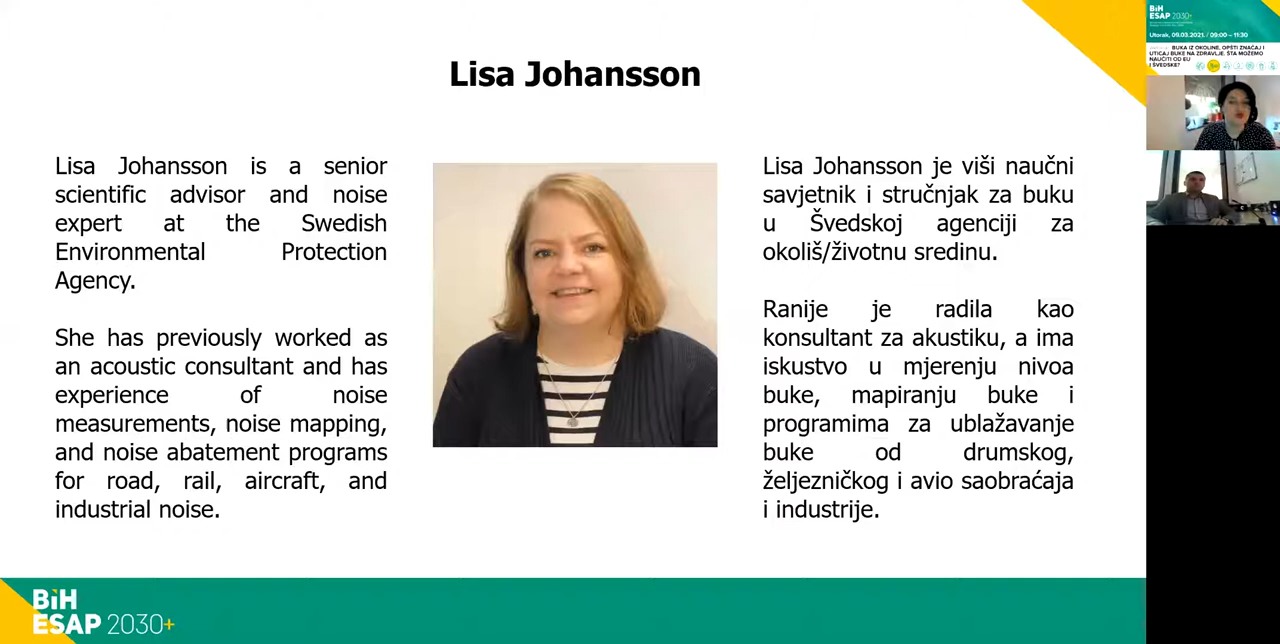 Lisa Johansson
Lisa Johansson is a senior
scientific advisor and noise
expert at the Swedish
Environmental Protection
Agency.
She has previously worked as
an acoustic consultant and has
experience of noise
measurements, noise mapping,
and noise abatement programs
for road, rail, aircraft, and
industrial noise.
Lisa Johansson je viši naučni
savjetnik i stručnjak za buku
u Švedskoj agenciji za
okoliš/životnu sredinu.
Ranije je radila kao
konsultant za akustiku, a ima
iskustvo u mjerenju nivoa
buke, mapiranju buke i
programima za ublažavanje
buke od drumskog,
željezničkog i avio saobraćaja
i industrije.
BiH
ESAP 2030+
BiH
ESAP 2030+
Utorak, 09.03.2021. / 09:00 – 11:30
BUKA IZ OKOLINE, OPŠTI ZNAČAJ I
UTICAJ BUKE NA ZDRAVLJE. ŠTA MOŽEMO
NAUČITI OD EU
I ŠVEDSKE?